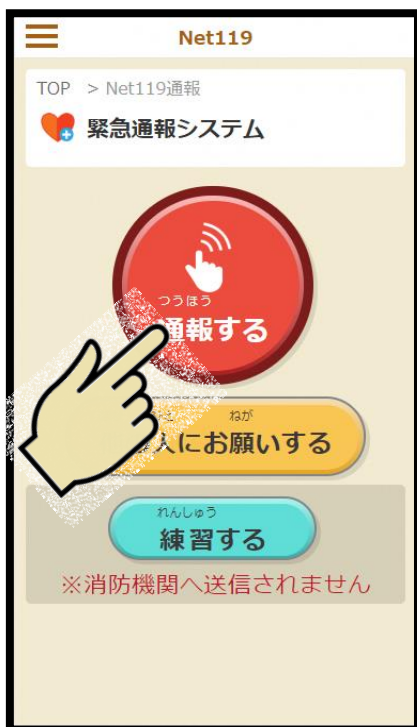 Net119
TOP > Net119通報
緊急通報システム
つうほう
通報する
ねが
人にお願いする
れんしゅう
練習する
※消防機関へ送信されません